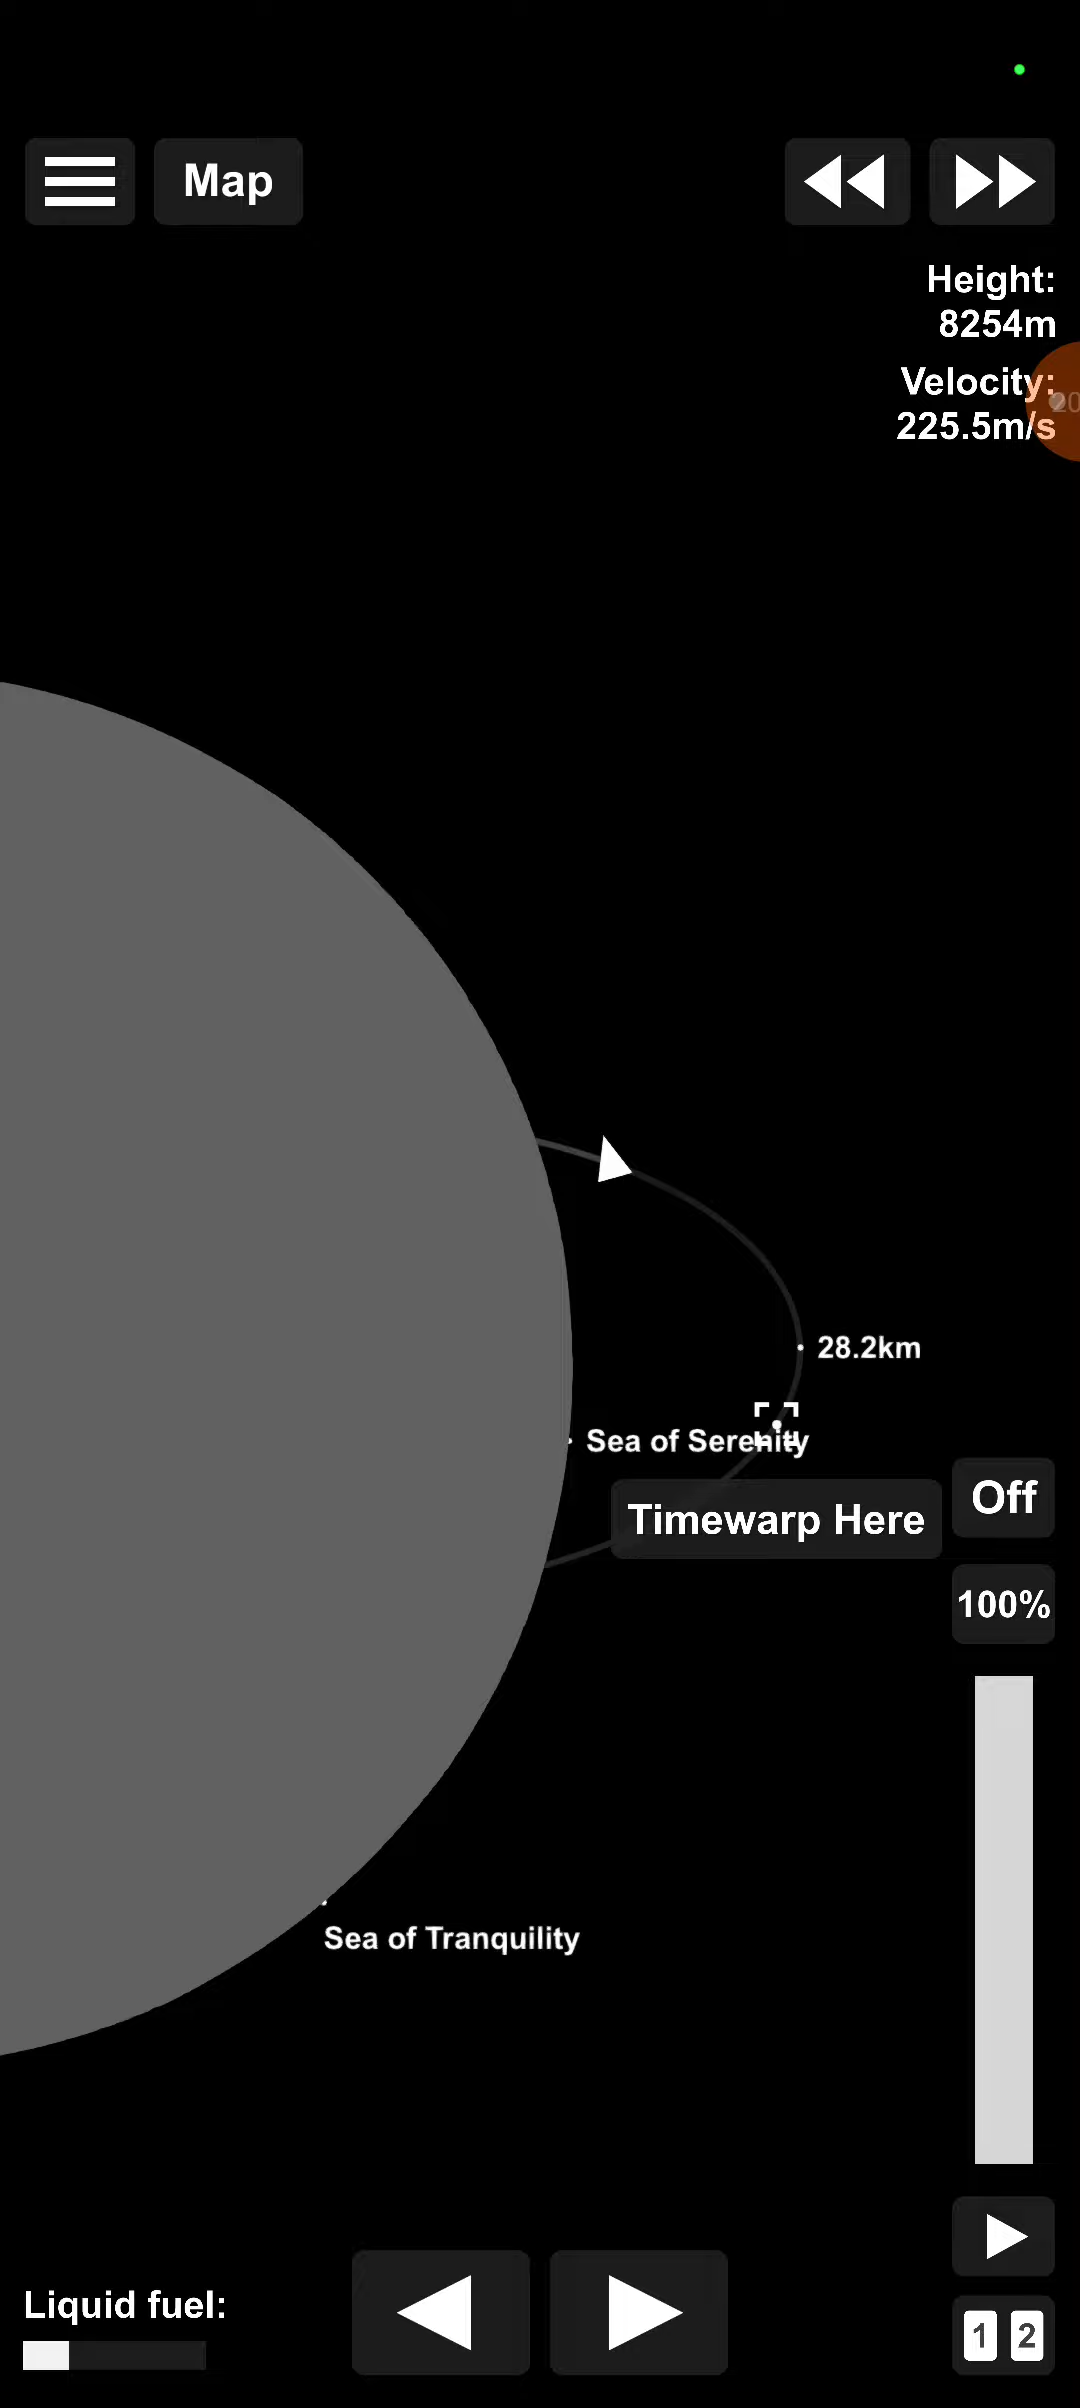 Map
Height:
8254m
Velocity:
225.5m/s
20
28.2km
Sea of Serenity
Timewarp Here
Off
100%
Sea of Tranquility
Liquid fuel:
1 2